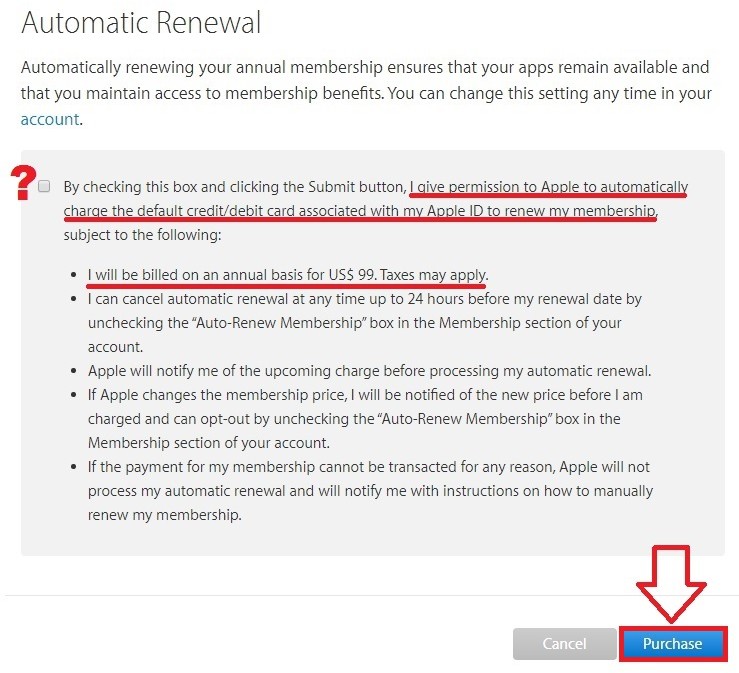 Automatic Renewal
Automatically renewing your annual membership ensures that your apps remain available and
that you maintain access to membership benefits. You can change this setting any time in your
account.
? By checking this box and clicking the Submit button, I give permission to Apple to automatically
charge the default credit/debit card associated with my Apple ID to renew my membership,
subject to the following:
• I will be billed on an annual basis for US$ 99. Taxes may apply.
• I can cancel automatic renewal at any time up to 24 hours before my renewal date by
unchecking the “Auto-Renew Membership” box in the Membership section of your
account.
• Apple will notify me of the upcoming charge before processing my automatic renewal.
• If Apple changes the membership price, I will be notified of the new price before I am
charged and can opt-out by unchecking the “Auto-Renew Membership” box in the
Membership section of your account.
• If the payment for my membership cannot be transacted for any reason, Apple will not
process my automatic renewal and will notify me with instructions on how to manually
renew my membership.
Cancel Purchase